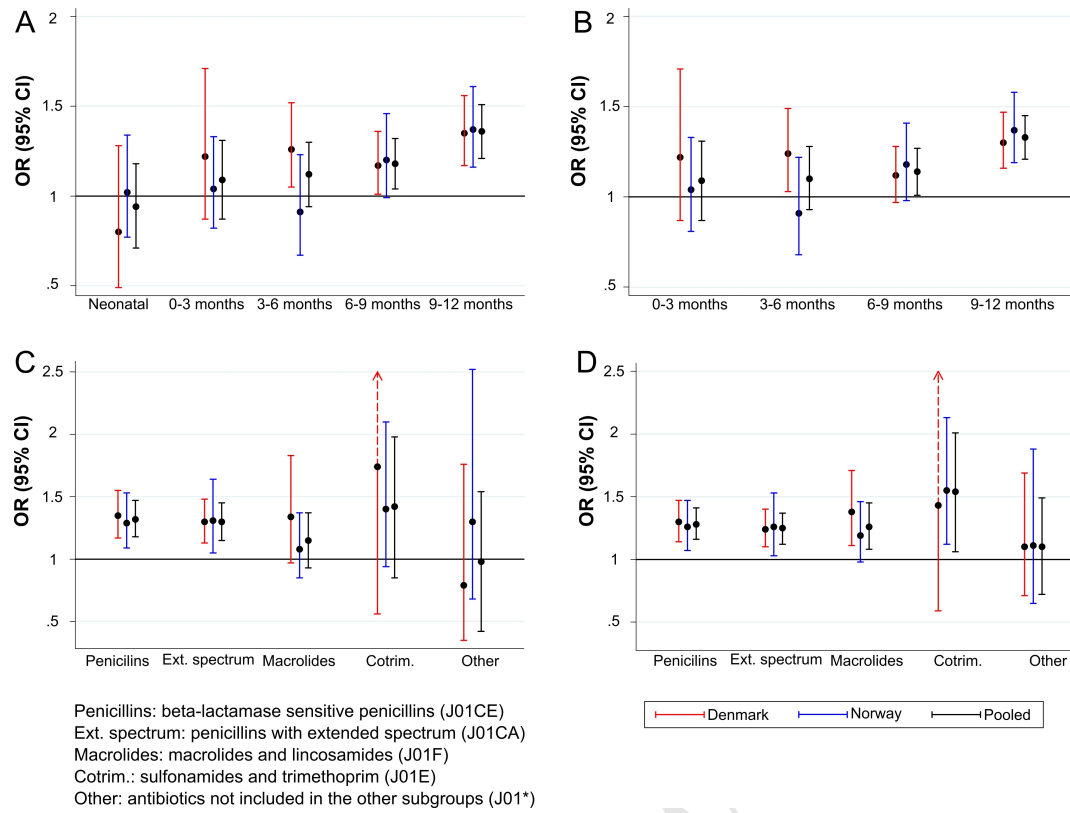 A
OR (95% CI)
2
1.5
1
.5
Neonatal 0-3 months 3-6 months 6-9 months 9-12 months
B
OR (95% CI)
2
1.5
1
.5
0-3 months 3-6 months 6-9 months 9-12 months
C
OR (95% CI)
2.5
2
1.5
1
.5
Penicilins Ext. spectrum Macrolides Cotrim. Other
D
OR (95% CI)
2.5
2
1.5
1
.5
Penicilins Ext. spectrum Macrolides Cotrim. Other
Penicillins: beta-lactamase sensitive penicillins (J01CE)
Ext. spectrum: penicillins with extended spectrum (J01CA)
Macrolides: macrolides and lincosamides (J01F)
Cotrim.: sulfonamides and trimethoprim (J01E)
Other: antibiotics not included in the other subgroups (J01*)
Denmark Norway Pooled